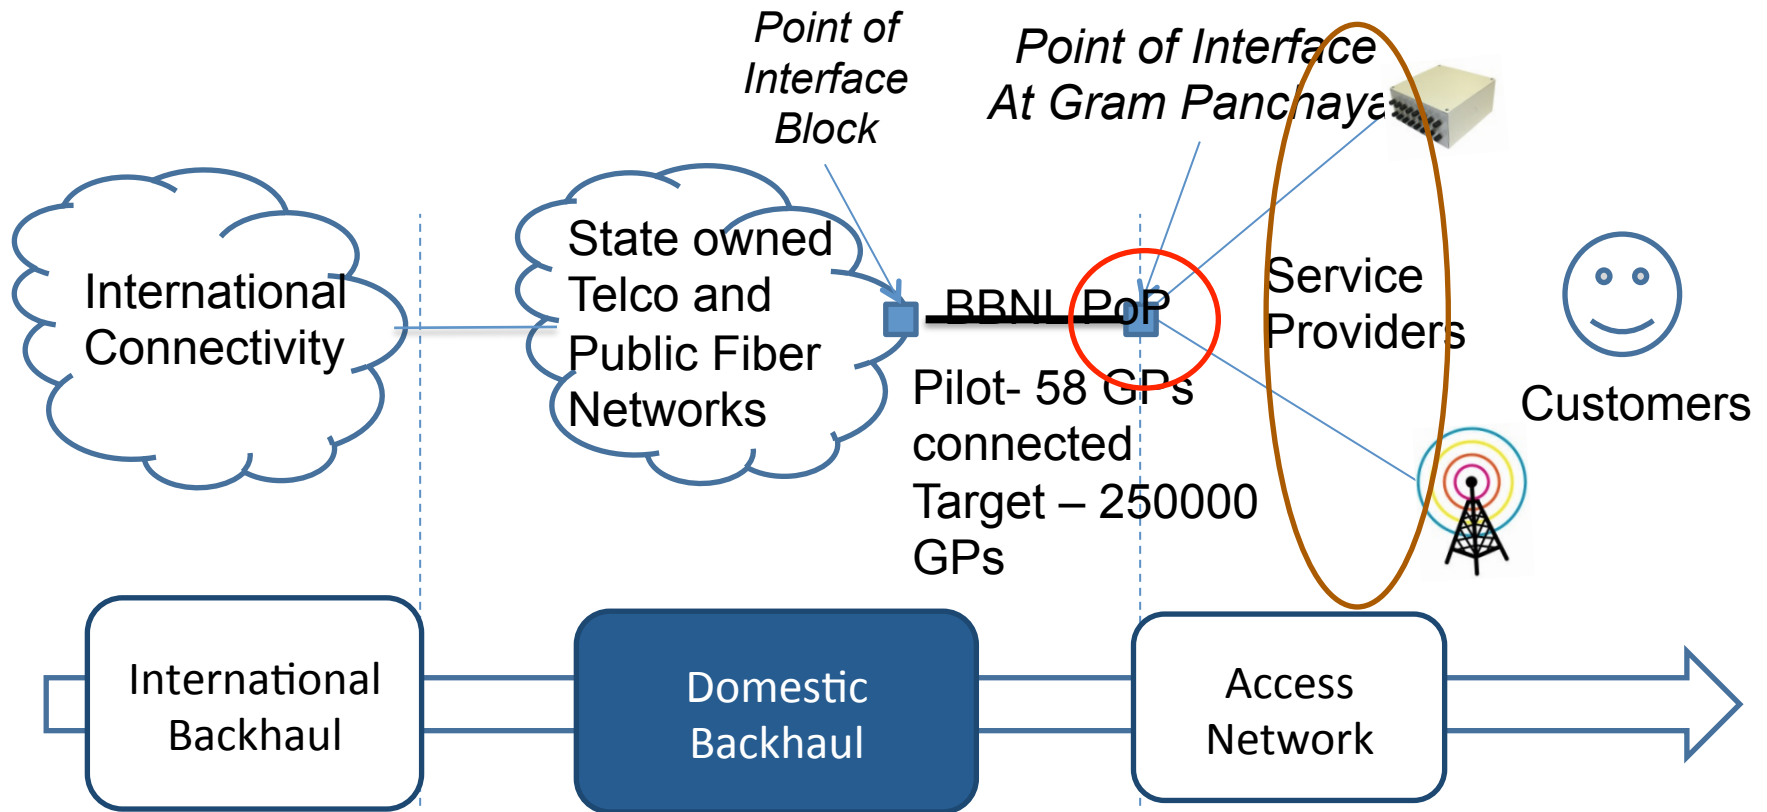 Point of
Interface
Block
Point of Interface
At Gram Panchaya
International
Connectivity
State owned
Telco and
Public Fiber
Networks
BBNL PoP
Pilot- 58 GPs
connected
Target – 250000
GPs
Service
Providers
Customers
International
Backhaul
Domestic
Backhaul
Access
Network